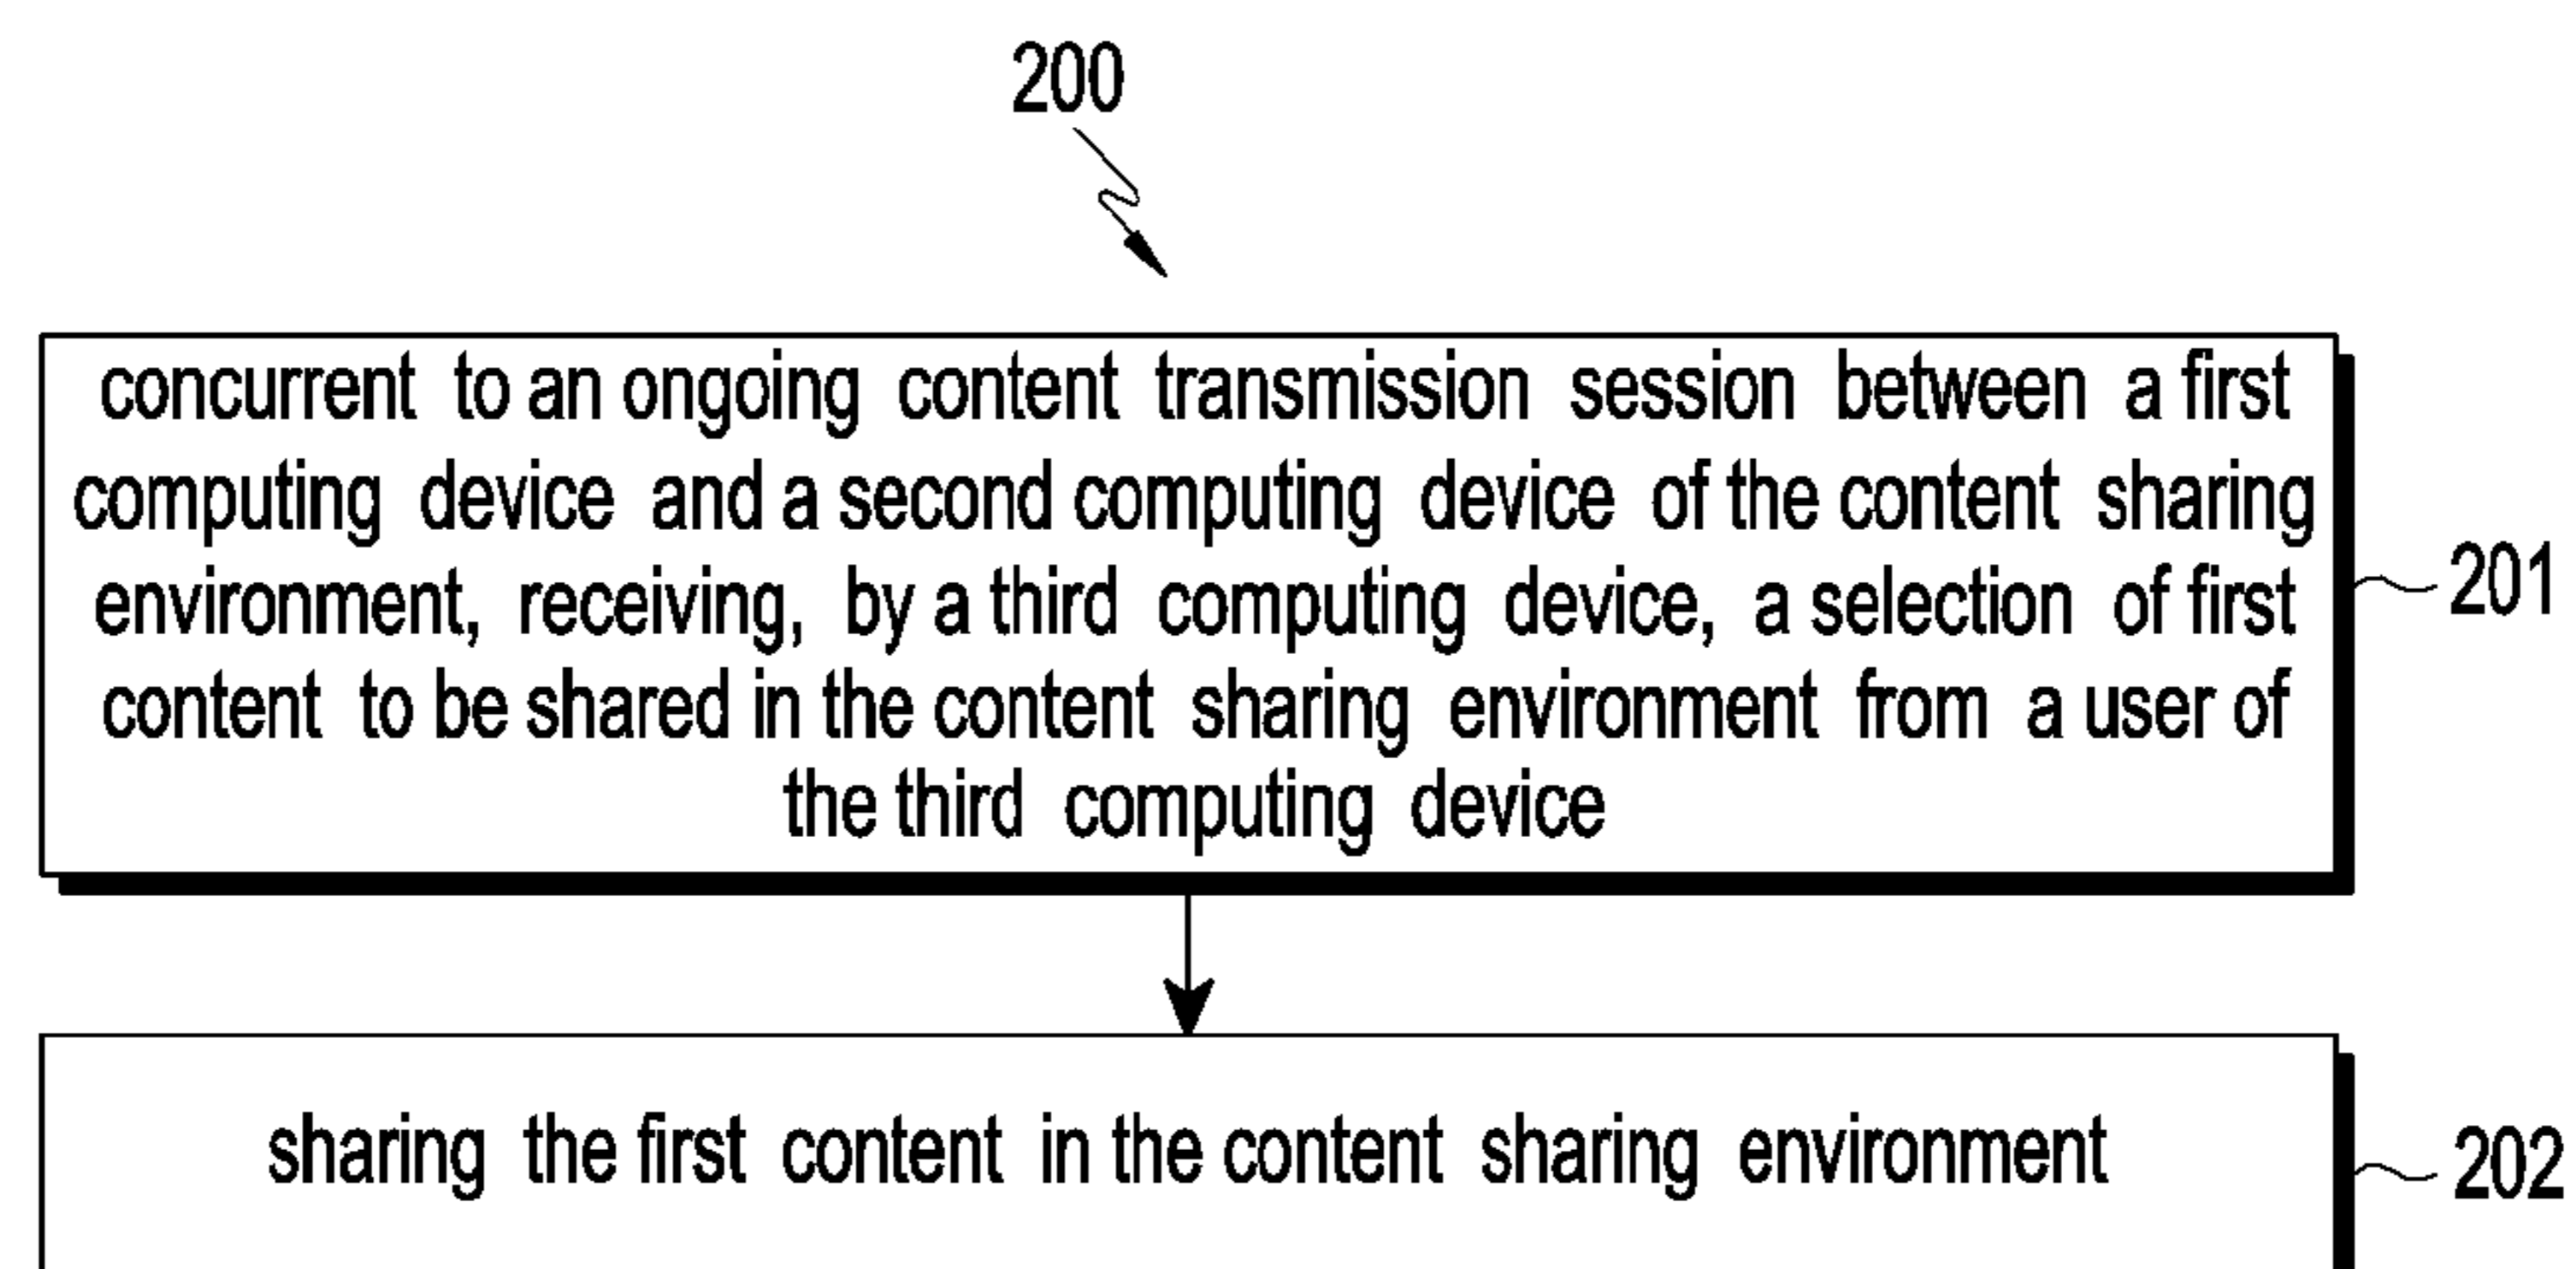 200
concurrent to an ongoing content transmission session between a first
computing device and a second computing device of the content sharing
environment, receiving, by a third computing device, a selection of first
content to be shared in the content sharing environment from a user of
the third computing device
201
sharing the first content in the content sharing environment
202